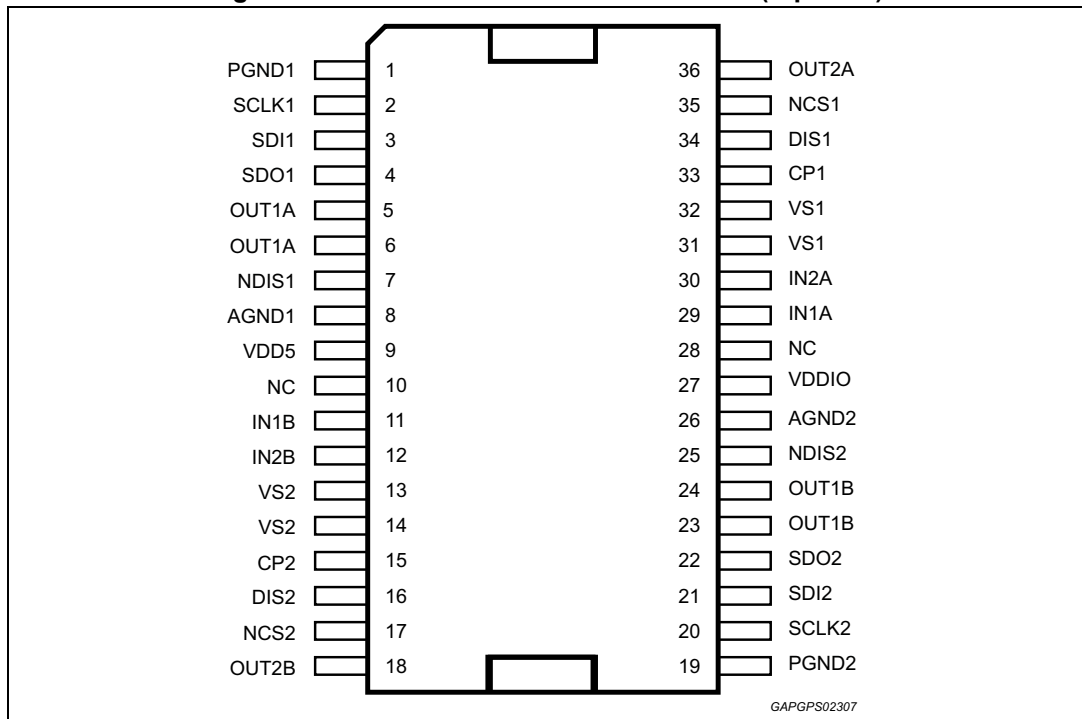 PGND1 1 36 OUT2A
SCLK1 2 35 NCS1
SDI1 3 34 DIS1
SDO1 4 33 CP1
OUT1A 5 32 VS1
OUT1A 6 31 VS1
NDIS1 7 30 IN2A
AGND1 8 29 IN1A
VDD5 9 28 NC
NC 10 27 VDDIO
IN1B 11 26 AGND2
IN2B 12 25 NDIS2
VS2 13 24 OUT1B
VS2 14 23 OUT1B
CP2 15 22 SDO2
DIS2 16 21 SDI2
NCS2 17 20 SCLK2
OUT2B 18 19 PGND2
GAPGPS02307